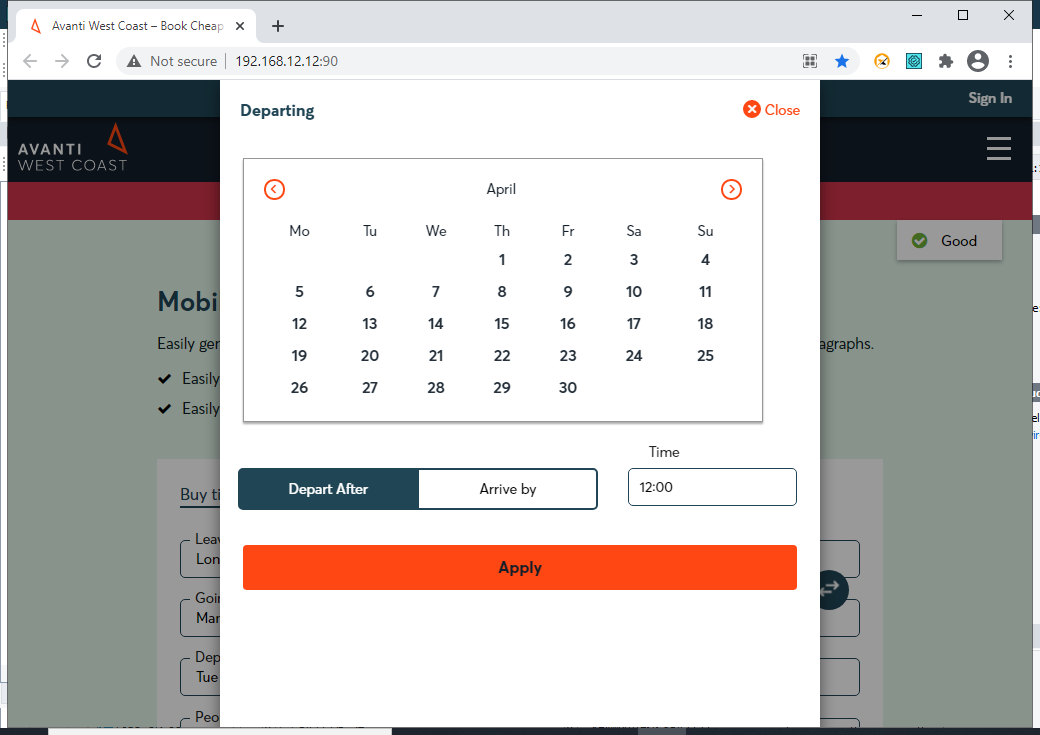 Avanti West Coast – Book Cheap
Not secure
192.168.12.12:90
Departing
Close
Sign In
AVANTI
WEST COAST
April
Mo Tu We Th Fr Sa Su
1 2 3 4
5 6 7 8 9 10 11
12 13 14 15 16 17 18
19 20 21 22 23 24 25
26 27 28 29 30
Good
Mobi
Easily ger
agraphs.
Easily
Easily
Time
Depart After
Arrive by
12:00
Buy ti
Leav
Lon
Apply
Goir
Mar
Dep
Tue
Peo